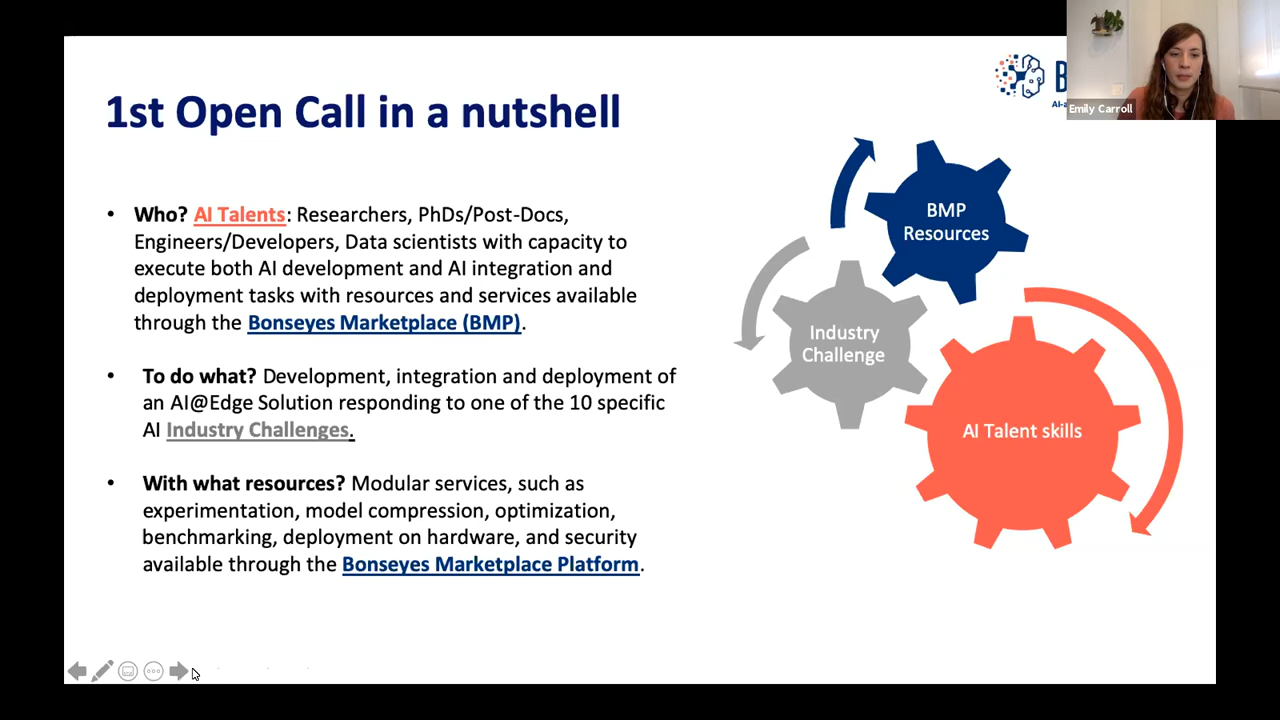 1st Open Call in a nutshell
B
AI-
Emily Carroll
• Who? AI Talents: Researchers, PhDs/Post-Docs,
Engineers/Developers, Data scientists with capacity to
execute both AI development and AI integration and
deployment tasks with resources and services available
through the Bonseyes Marketplace (BMP).
• To do what? Development, integration and deployment of
an AI@Edge Solution responding to one of the 10 specific
AI Industry Challenges.
• With what resources? Modular services, such as
experimentation, model compression, optimization,
benchmarking, deployment on hardware, and security
available through the Bonseyes Marketplace Platform.
BMP
Resources
Industry
Challenge
AI Talent skills